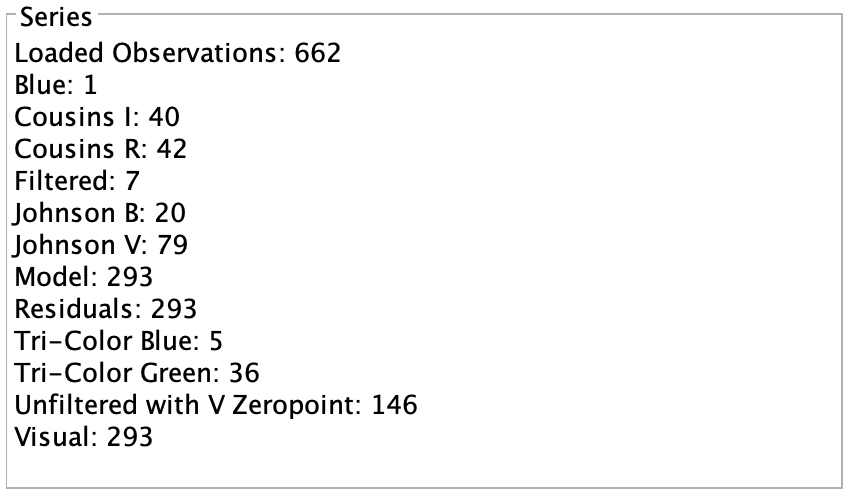 Series
Loaded Observations: 662
Blue: 1
Cousins I: 40
Cousins R: 42
Filtered: 7
Johnson B: 20
Johnson V: 79
Model: 293
Residuals: 293
Tri-Color Blue: 5
Tri-Color Green: 36
Unfiltered with V Zeropoint: 146
Visual: 293